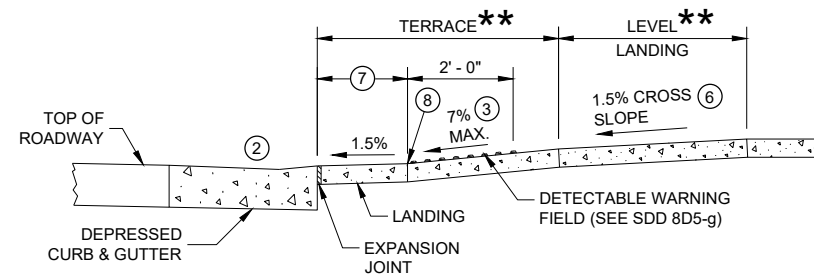 TERRACE**
LEVEL**
LANDING
7
2' - 0"
8
7% 3
MAX.
1.5% CROSS 6
SLOPE
TOP OF
ROADWAY
2
1.5%
DEPRESSED
CURB & GUTTER
EXPANSION
JOINT
LANDING
DETECTABLE WARNING
FIELD (SEE SDD 8D5-g)